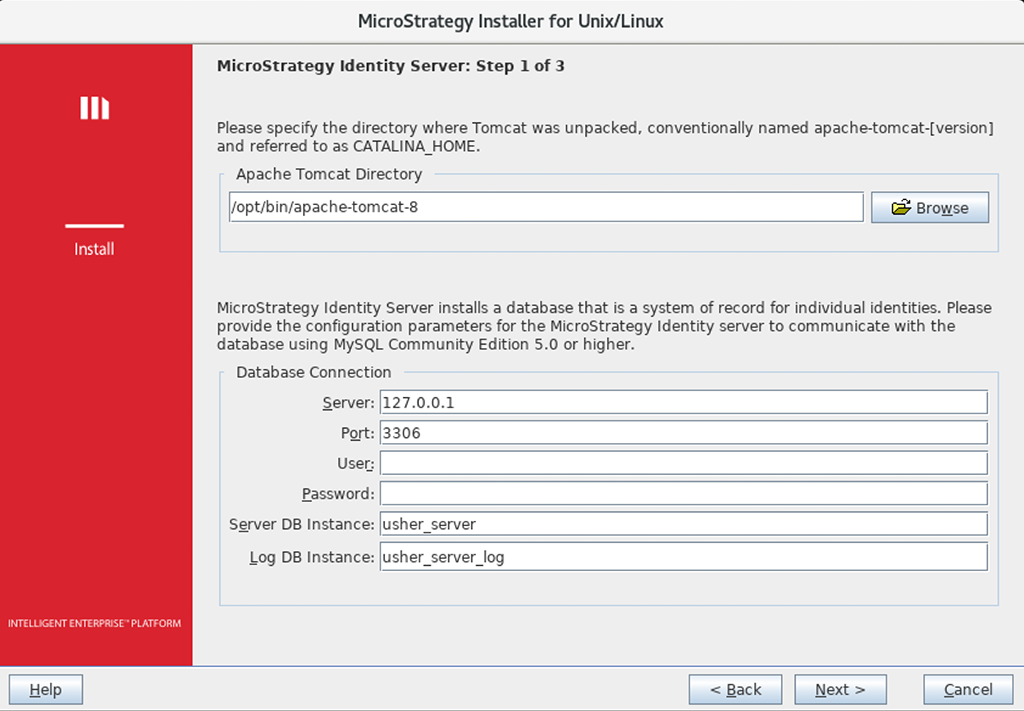 MicroStrategy Installer for Unix/Linux
MicroStrategy Identity Server: Step 1 of 3
Please specify the directory where Tomcat was unpacked, conventionally named apache-tomcat-[version]
and referred to as CATALINA_HOME.
Apache Tomcat Directory
/opt/bin/apache-tomcat-8
Browse
Install
MicroStrategy Identity Server installs a database that is a system of record for individual identities. Please
provide the configuration parameters for the MicroStrategy Identity server to communicate with the
database using MySQL Community Edition 5.0 or higher.
Database Connection
Server: 127.0.0.1
Port: 3306
User:
Password:
Server DB Instance: usher_server
Log DB Instance: usher_server_log
INTELLIGENT ENTERPRISE™ PLATFORM
Help
< Back
Next >
Cancel